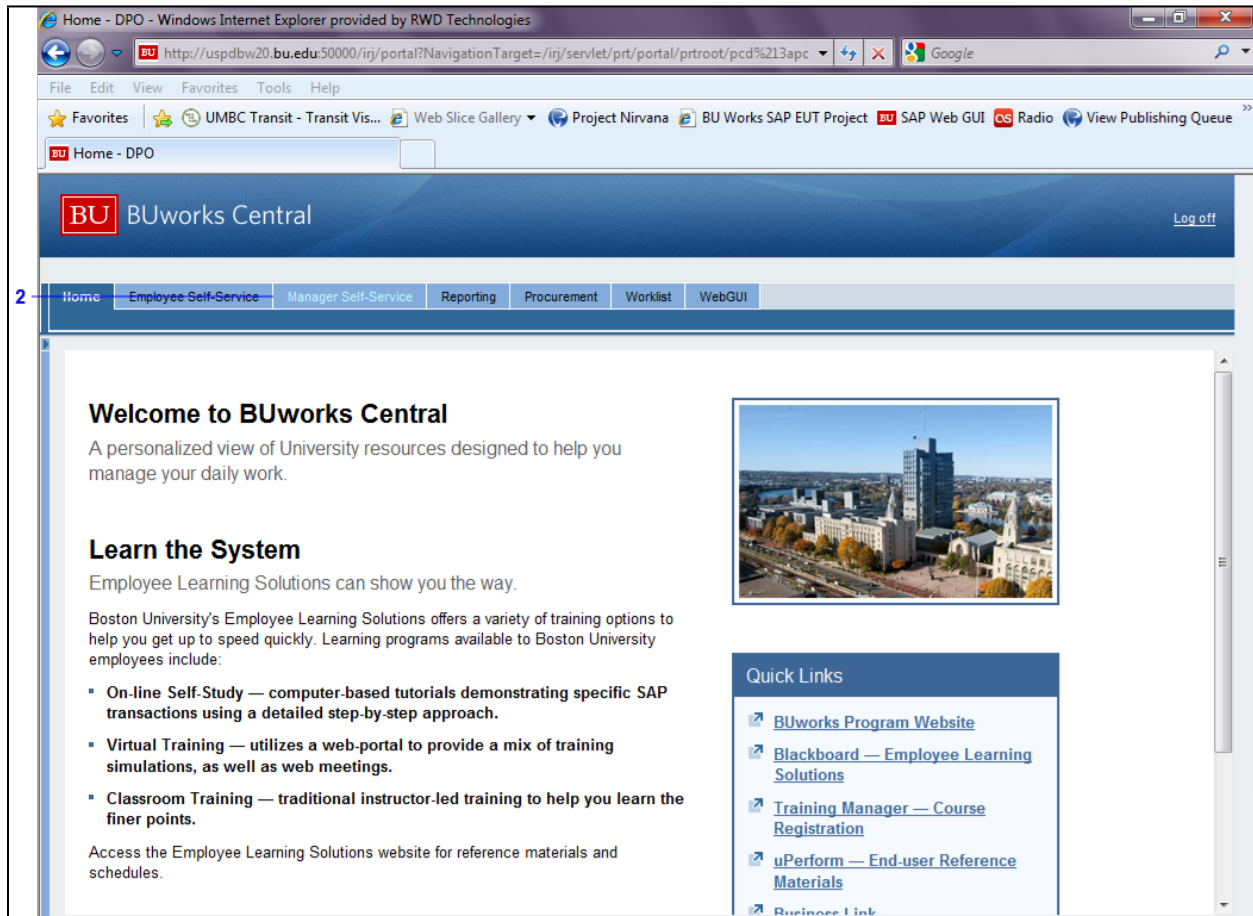 Home - DPO - Windows Internet Explorer provided by RWD Technologies
BU http://uspdbw20.bu.edu:50000/irj/portal?NavigationTarget=/irj/servlet/prt/portal/prtroot/pcd%213apc
Google
File Edit View Favorites Tools Help
Favorites UMBC Transit - Transit Vis... Web Slice Gallery Project Nirvana BU Works SAP EUT Project BU SAP Web GUI OS Radio View Publishing Queue »
BU Home - DPO
BU BUworks Central
Log off
2
Home Employee Self-Service Manager Self-Service Reporting Procurement Worklist WebGUI
Welcome to BUworks Central
A personalized view of University resources designed to help you
manage your daily work.
Learn the System
Employee Learning Solutions can show you the way.
Boston University's Employee Learning Solutions offers a variety of training options to
help you get up to speed quickly. Learning programs available to Boston University
employees include:
On-line Self-Study — computer-based tutorials demonstrating specific SAP
transactions using a detailed step-by-step approach.
Virtual Training — utilizes a web-portal to provide a mix of training
simulations, as well as web meetings.
Classroom Training — traditional instructor-led training to help you learn the
finer points.
Access the Employee Learning Solutions website for reference materials and
schedules.
Quick Links
BUworks Program Website
Blackboard — Employee Learning
Solutions
Training Manager — Course
Registration
uPerform — End-user Reference
Materials
Business Link